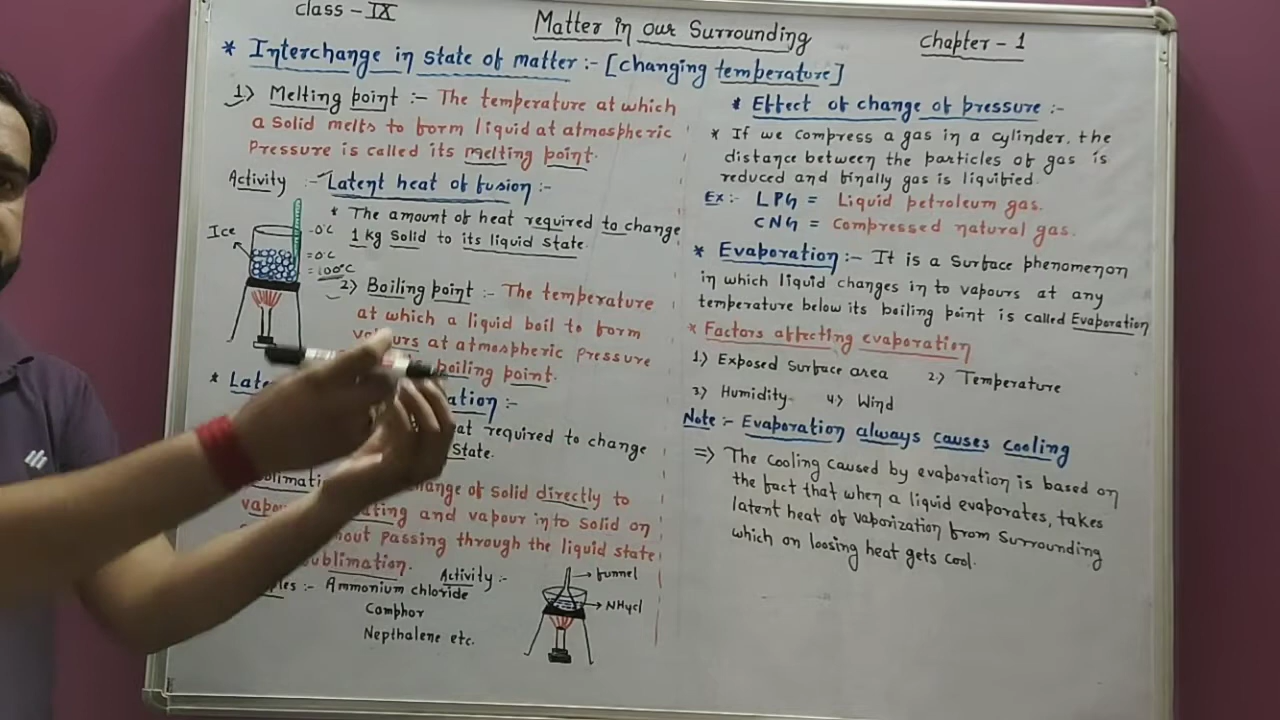 class - IX
Matter in our Surrounding
Chapter - 1
* Interchange in state of matter :- [changing temperature]
1) Melting point :- The temperature at which
a solid melts to form liquid at atmospheric
Pressure is called its melting point.
Activity :- Latent heat of fusion :-
* The amount of heat required to change
1 kg Solid to its liquid state.
Ice
-0°C
=0°C
=100°C
2) Boiling point :- The temperature
at which a liquid boil to form
at atmospheric pressure
boiling point.
* Late
ation :-
eat required to change
State.
ange of solid directly to
vapou ating and vapour into solid on
hout passing through the liquid state
ublimation.
ples :- Ammonium chloride
Comphor
Nepthalene etc.
Activity :-
funnel
NH4Cl
* Effect of change of pressure :-
* If we compress a gas in a cylinder, the
distance between the particles of gas is
reduced and finally gas is liquified.
Ex :- LPG = Liquid petroleum gas.
CNG = Compressed natural gas.
* Evaporation :- It is a surface phenomenon
in which liquid changes in to vapours at any
temperature below its boiling point is called Evaporation
* Factors affecting evaporation
1) Exposed surface area 2) Temperature
3) Humidity 4) Wind
Note :- Evaporation always causes cooling
=> The cooling caused by evaporation is based on
the fact that when a liquid evaporates, takes
latent heat of vaporization from Surrounding
which on loosing heat gets cool.